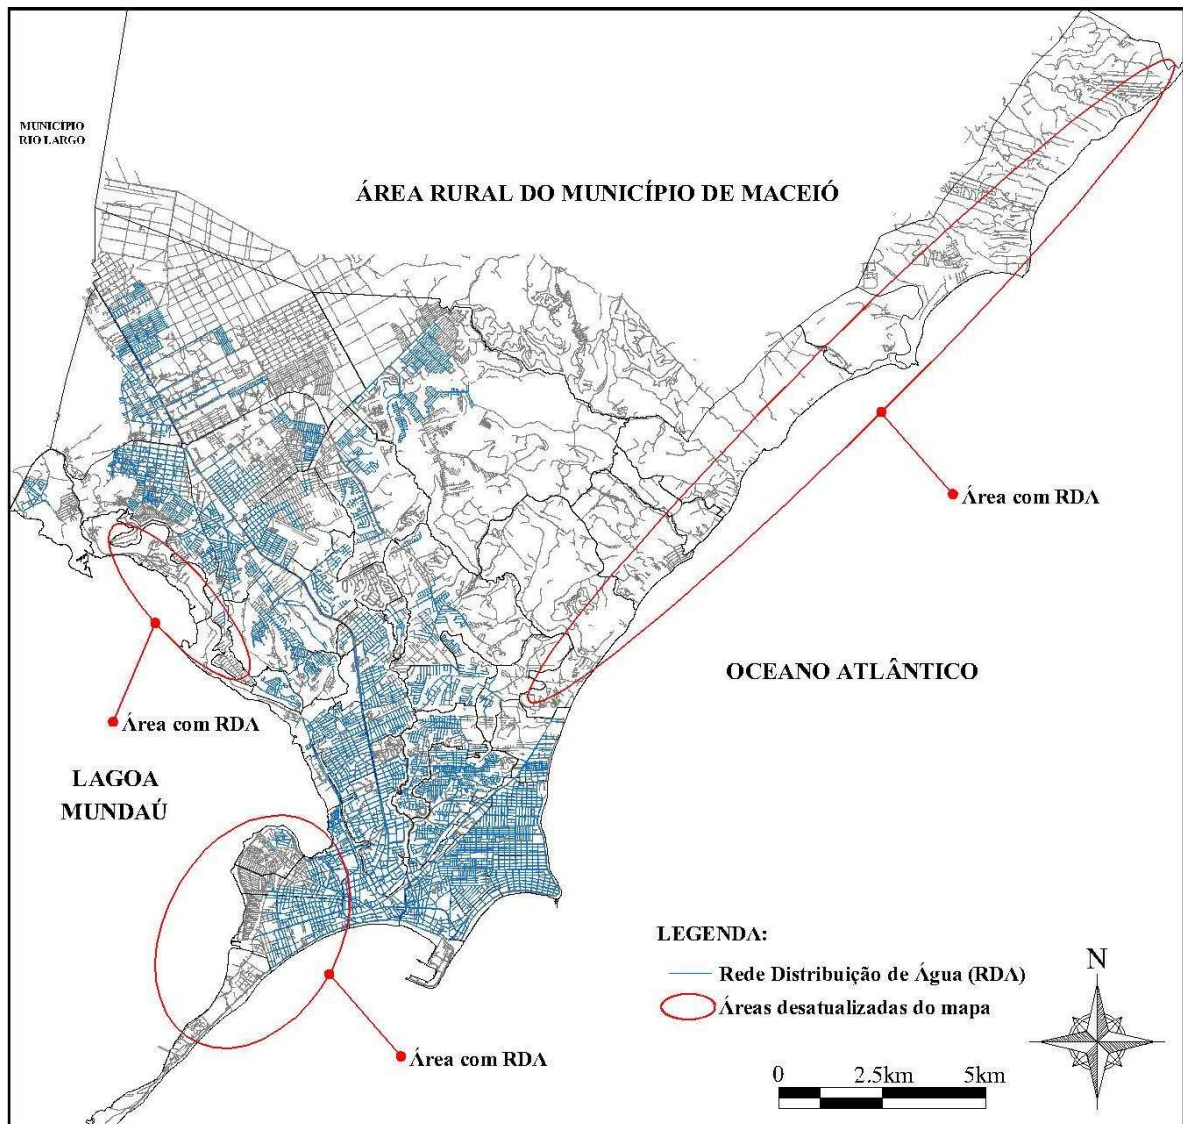 MUNICÍPIO
RIO LARGO
ÁREA RURAL DO MUNICÍPIO DE MACEIÓ
Área com RDA
OCEANO ATLÂNTICO
Área com RDA
LAGOA
MUNDAÚ
LEGENDA:
Rede Distribuição de Água (RDA)
Áreas desatualizadas do mapa
N
Área com RDA
0 2.5km 5km